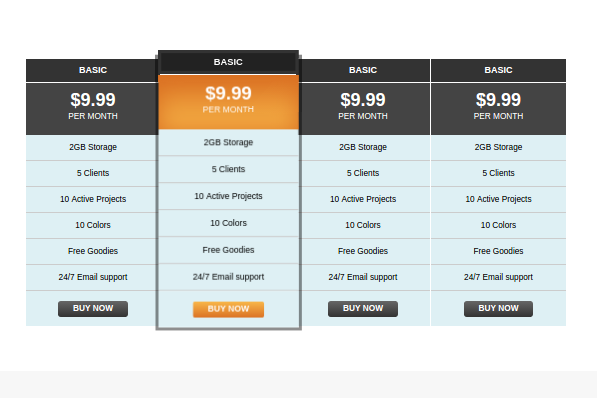 BASIC
$9.99
PER MONTH
2GB Storage
5 Clients
10 Active Projects
10 Colors
Free Goodies
24/7 Email support
BUY NOW
BASIC
$9.99
PER MONTH
2GB Storage
5 Clients
10 Active Projects
10 Colors
Free Goodies
24/7 Email support
BUY NOW
BASIC
$9.99
PER MONTH
2GB Storage
5 Clients
10 Active Projects
10 Colors
Free Goodies
24/7 Email support
BUY NOW
BASIC
$9.99
PER MONTH
2GB Storage
5 Clients
10 Active Projects
10 Colors
Free Goodies
24/7 Email support
BUY NOW